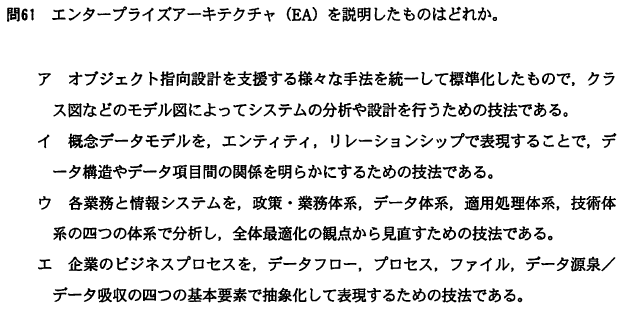 問61 エンタープライズアーキテクチャ（EA）を説明したものはどれか。
ア オブジェクト指向設計を支援する様々な手法を統一して標準化したもので，クラ
ス図などのモデル図によってシステムの分析や設計を行うための技法である。
イ 概念データモデルを，エンティティ，リレーションシップで表現することで，デ
ータ構造やデータ項目間の関係を明らかにするための技法である。
ウ 各業務と情報システムを，政策・業務体系，データ体系，適用処理体系，技術体
系の四つの体系で分析し，全体最適化の観点から見直すための技法である。
エ 企業のビジネスプロセスを，データフロー，プロセス，ファイル，データ源泉／
データ吸収の四つの基本要素で抽象化して表現するための技法である。